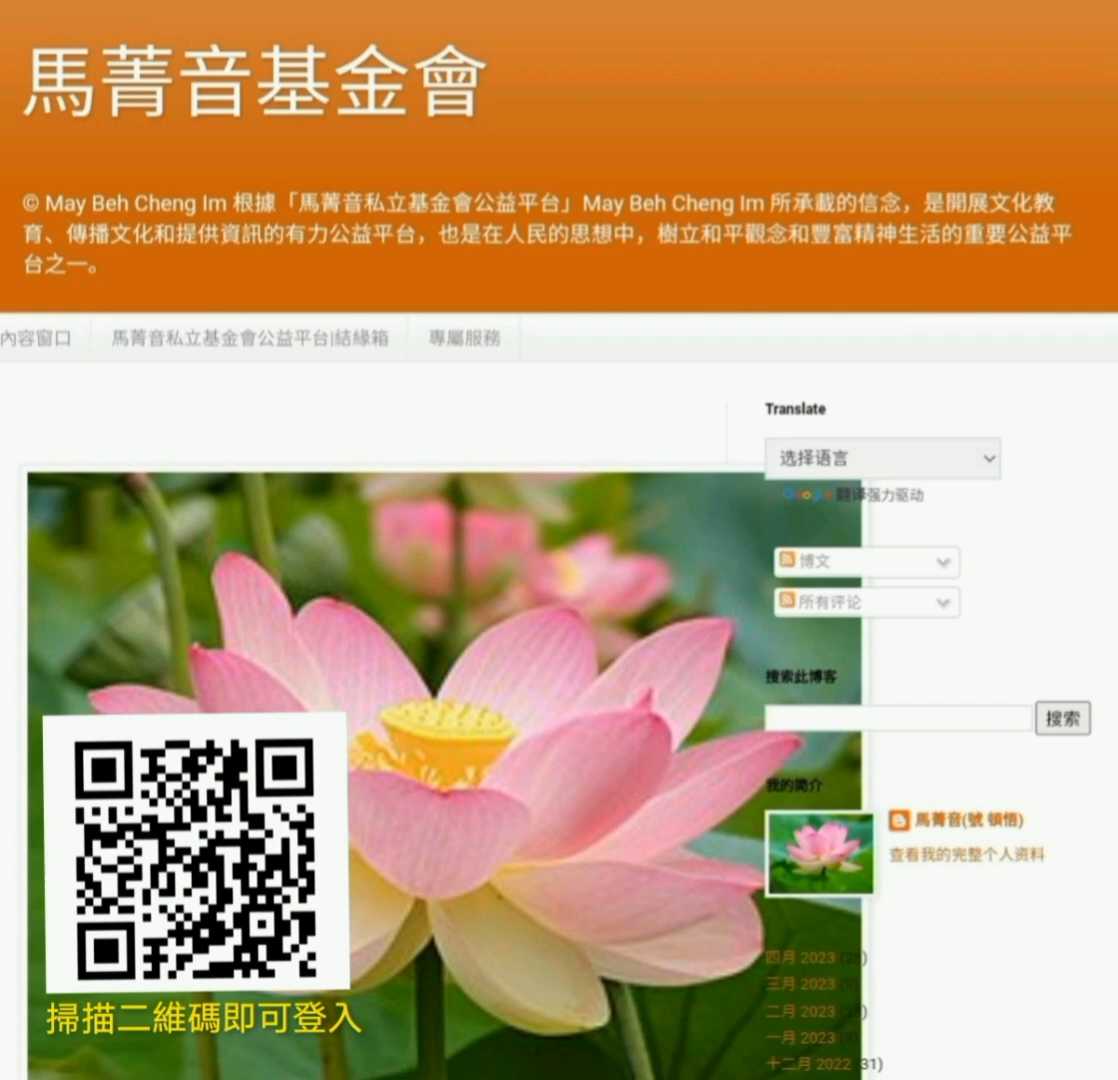 馬菁音基金會
© May Beh Cheng Im 根據「馬菁音私立基金會公益平台」May Beh Cheng Im 所承載的信念，是開展文化教
育、傳播文化和提供資訊的有力公益平台，也是在人民的思想中，樹立和平觀念和豐富精神生活的重要公益平
台之一。
內容窗口
馬菁音私立基金會公益平台|結緣箱
專屬服務
Translate
选择语言
Google 翻译强力驱动
博文
所有评论
搜索此博客
搜索
我的简介
馬菁音(號 頓悟)
查看我的完整个人资料
四月 2023
三月 2023
二月 2023
一月 2023
十二月 2022 (31)
掃描二維碼即可登入